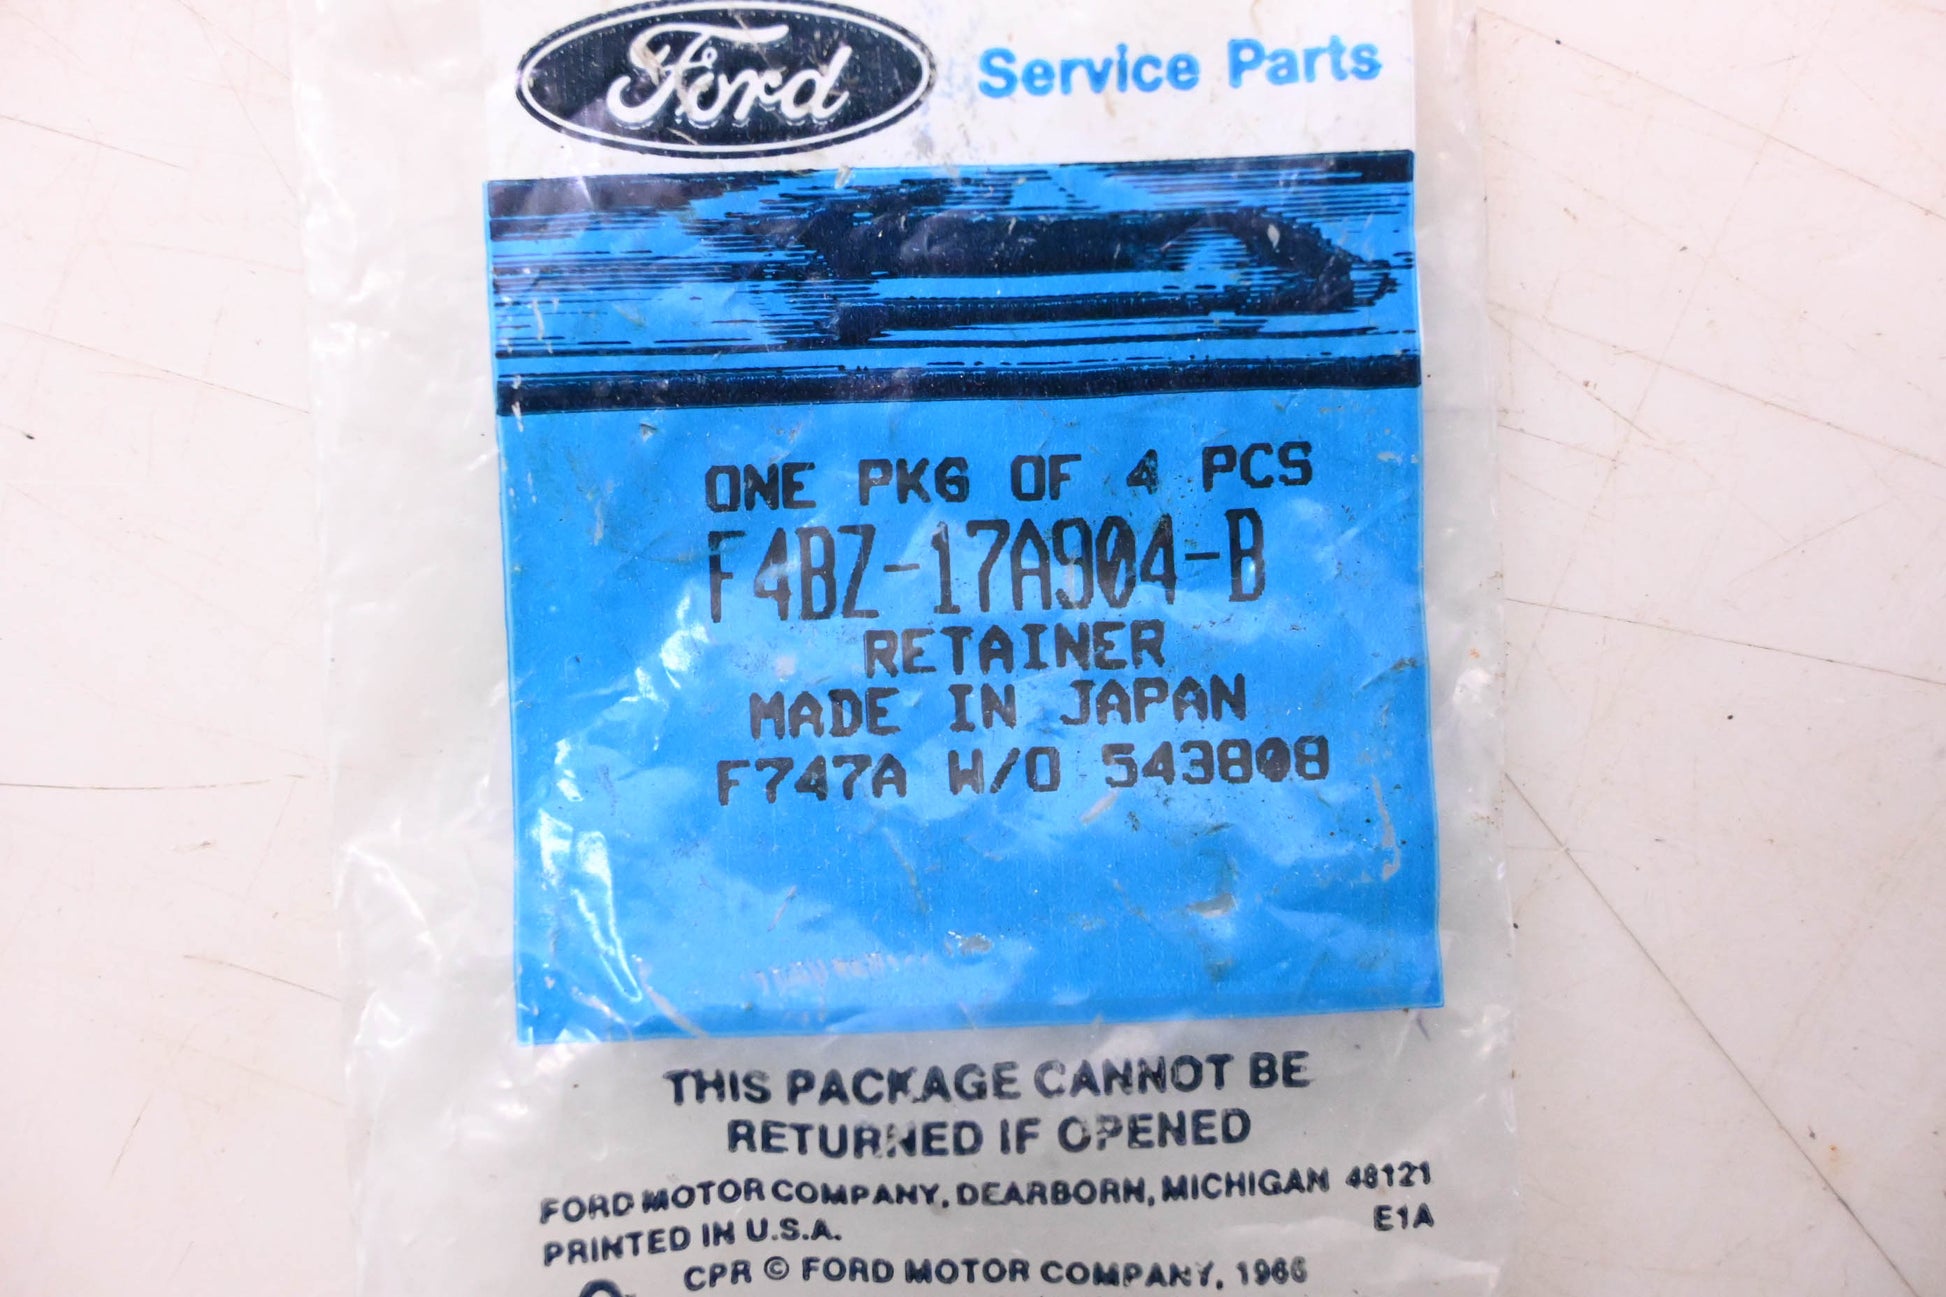 Ford Service Parts
ONE PKG OF 4 PCS
F4BZ-17A904-B
RETAINER
MADE IN JAPAN
F747A W/O 543808
THIS PACKAGE CANNOT BE
RETURNED IF OPENED
FORD MOTOR COMPANY, DEARBORN, MICHIGAN 48121
PRINTED IN U.S.A. E1A
CPR © FORD MOTOR COMPANY, 1986